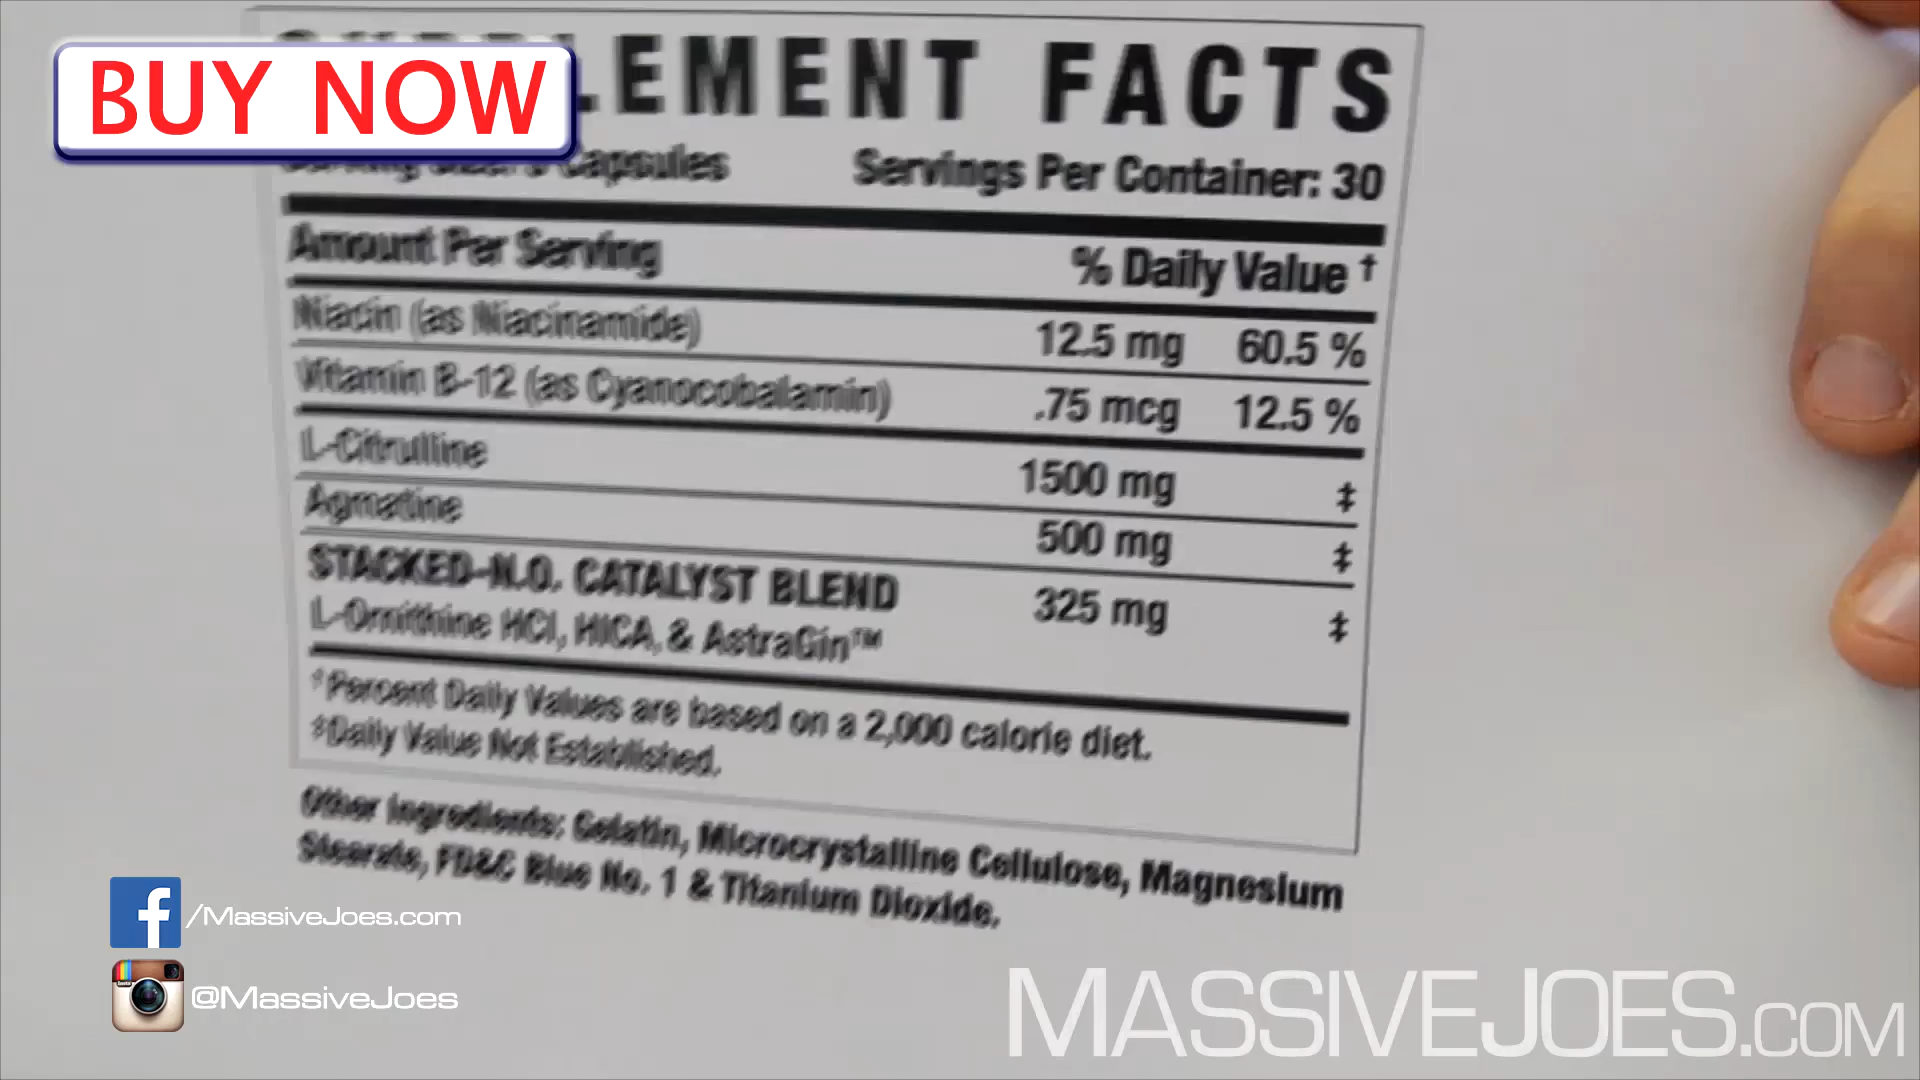 BUY NOW
LEMENT FACTS
Capsules Servings Per Container: 30
Amount Per Serving % Daily Value †
Niacin (as Niacinamide) 12.5 mg 60.5 %
Vitamin B-12 (as Cyanocobalamin) .75 mcg 12.5 %
L-Citrulline 1500 mg ‡
Agmatine 500 mg ‡
STACKED-N.O. CATALYST BLEND 325 mg ‡
L-Ornithine HCl, HICA, & AstraGin™
†Percent Daily Values are based on a 2,000 calorie diet.
‡Daily Value Not Established.
Other Ingredients: Gelatin, Microcrystalline Cellulose, Magnesium
Stearate, FD&C Blue No. 1 & Titanium Dioxide.
/MassiveJoes.com
@MassiveJoes
MASSIVEJOES.COM